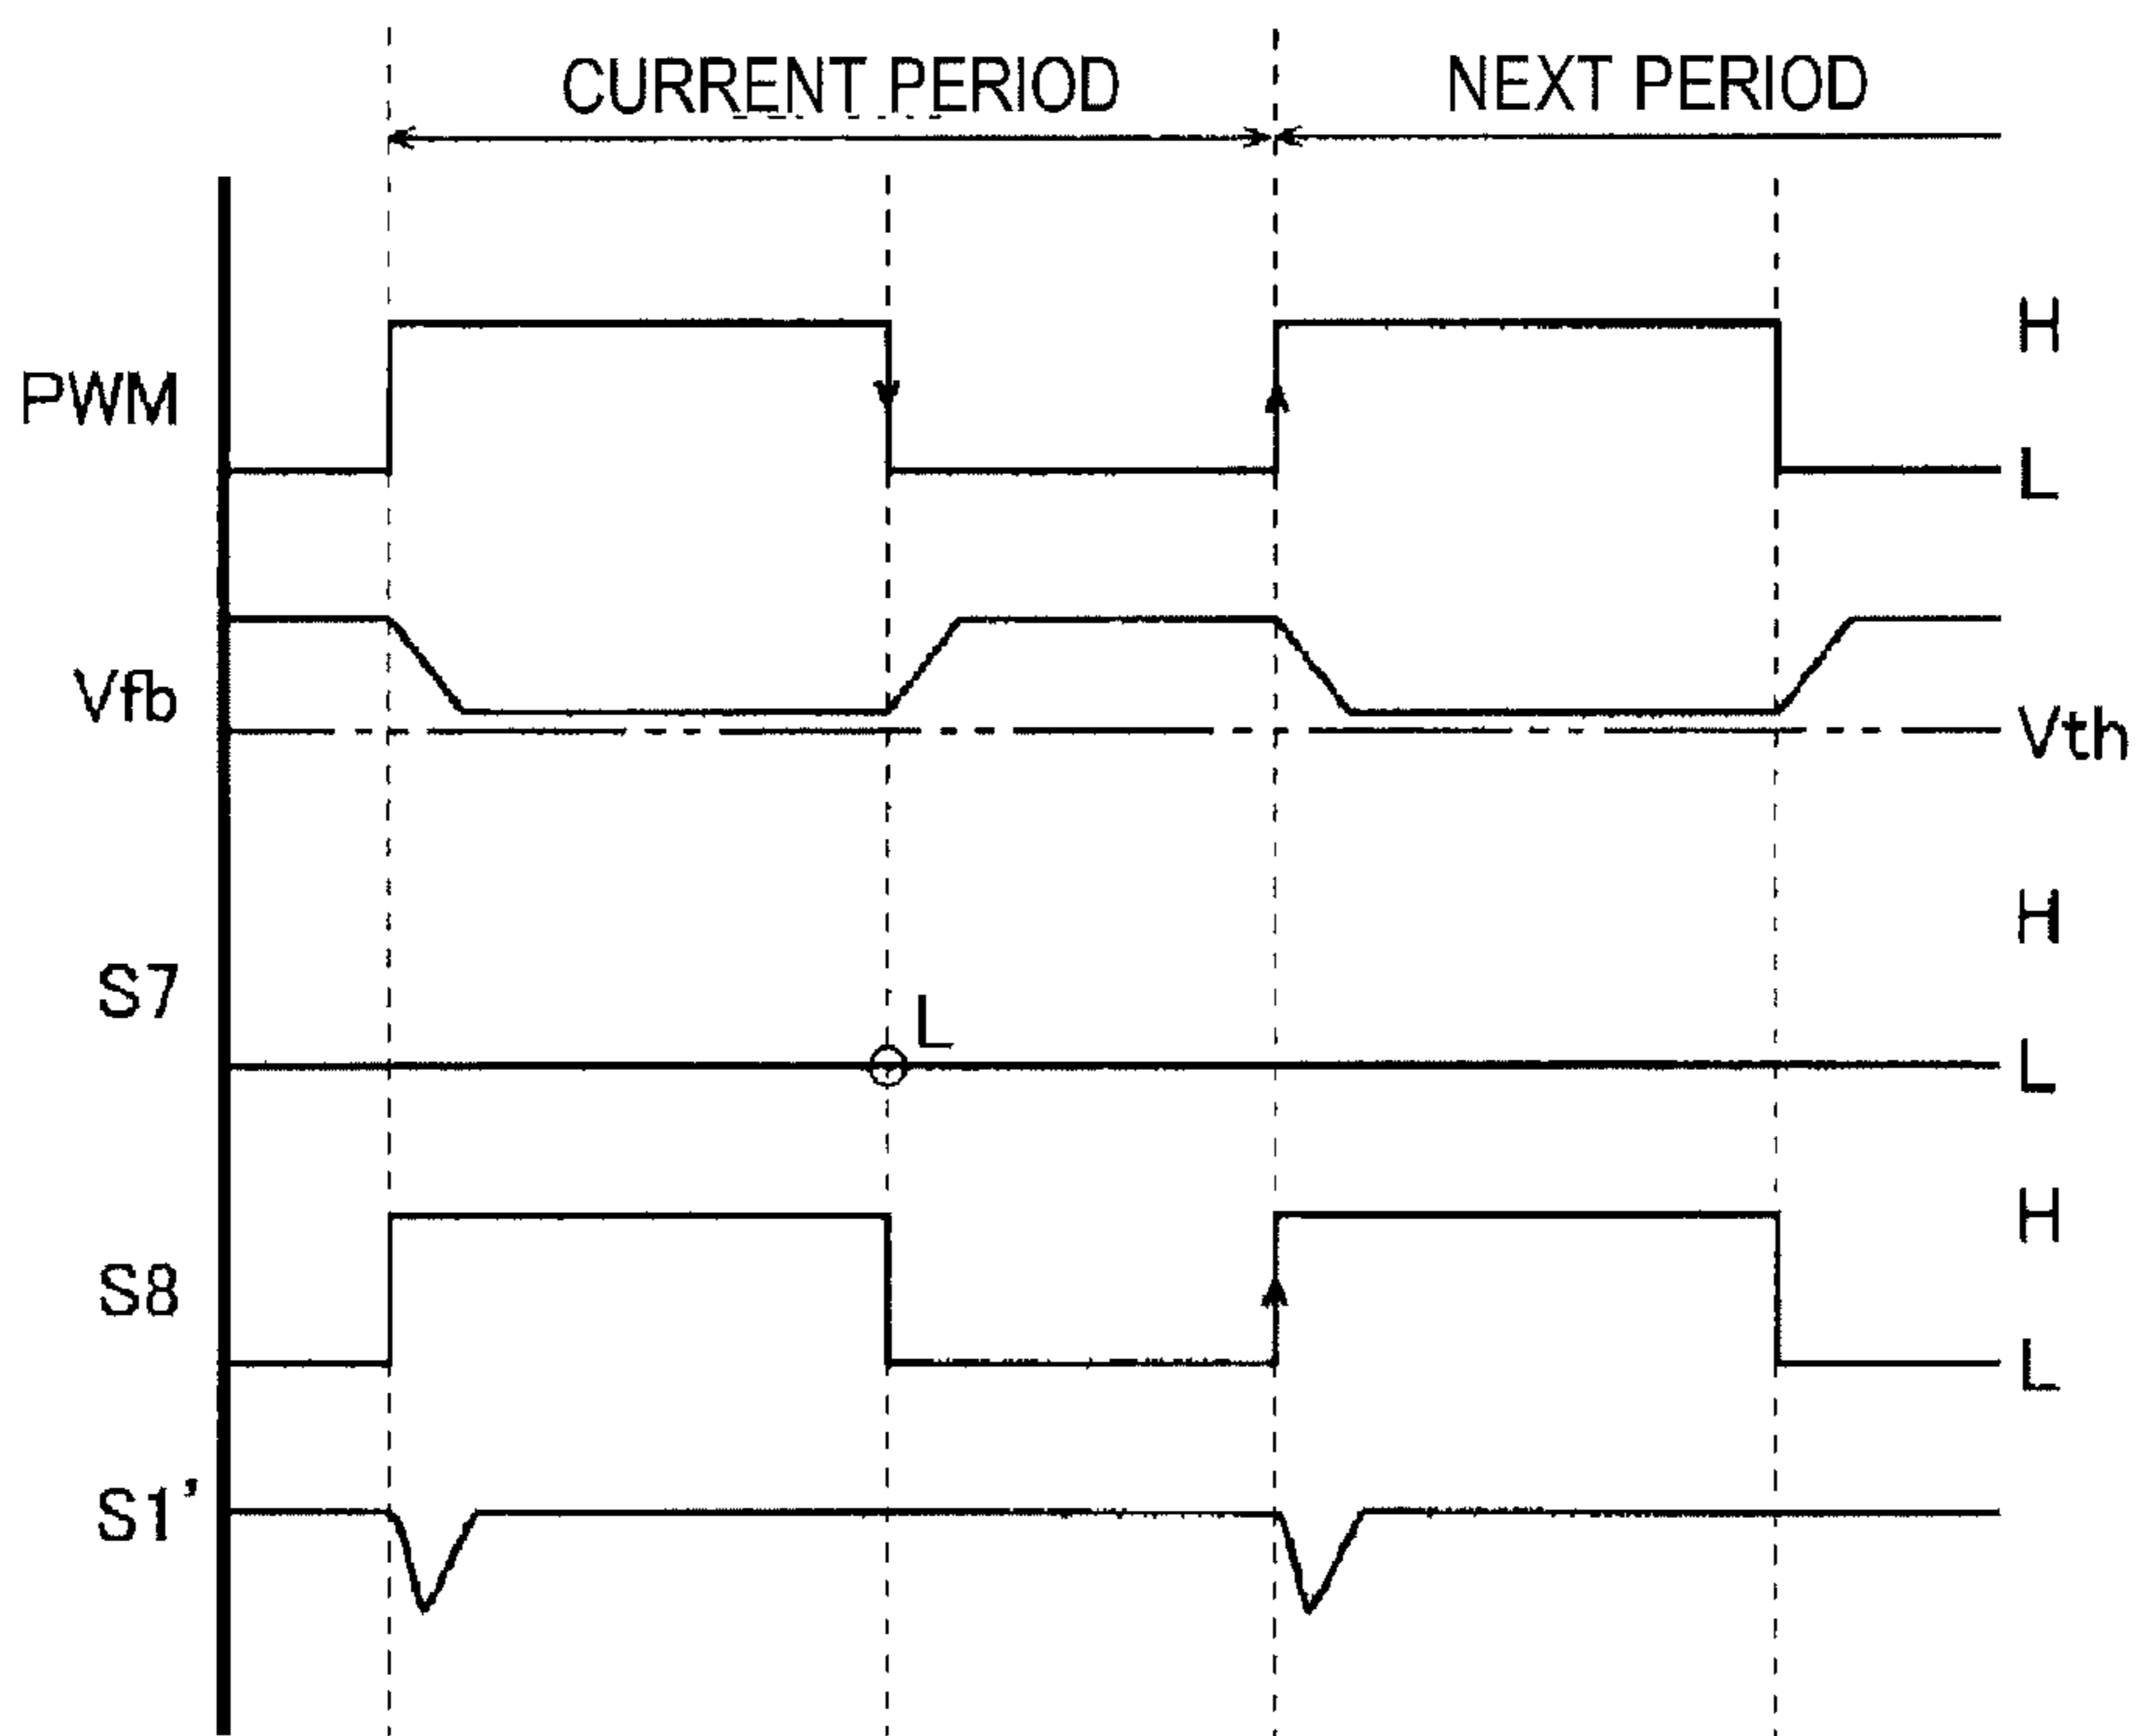 CURRENT PERIOD
NEXT PERIOD
PWM
H
L
Vfb
Vth
S7
L
H
L
S8
H
L
S1'